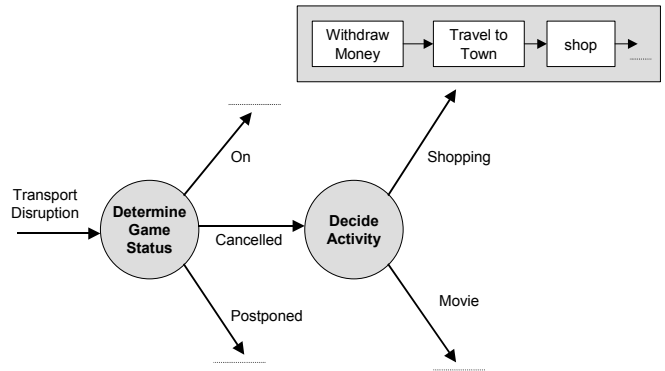 Withdraw
Money
Travel to
Town
shop
On
Shopping
Transport
Disruption
Determine
Game
Status
Cancelled
Decide
Activity
Postponed
Movie